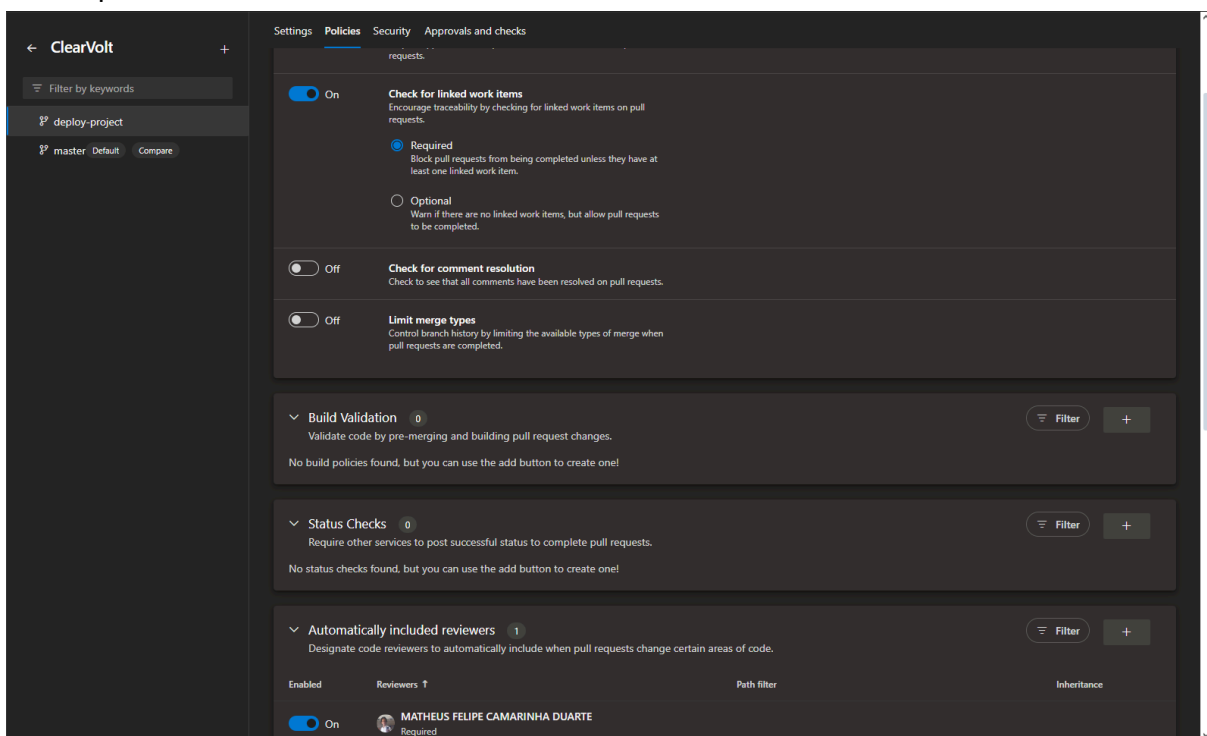 ClearVolt
Filter by keywords
deploy-project
master Default Compare
Settings Policies Security Approvals and checks
requests.
On Check for linked work items
Encourage traceability by checking for linked work items on pull
requests.
Required
Block pull requests from being completed unless they have at
least one linked work item.
Optional
Warn if there are no linked work items, but allow pull requests
to be completed.
Off Check for comment resolution
Check to see that all comments have been resolved on pull requests.
Off Limit merge types
Control branch history by limiting the available types of merge when
pull requests are completed.
Build Validation 0 Filter
Validate code by pre-merging and building pull request changes.
No build policies found, but you can use the add button to create one!
Status Checks 0 Filter
Require other services to post successful status to complete pull requests.
No status checks found, but you can use the add button to create one!
Automatically included reviewers 1 Filter
Designate code reviewers to automatically include when pull requests change certain areas of code.
Enabled Reviewers Path filter Inheritance
On MATHEUS FELIPE CAMARINHA DUARTE
Required